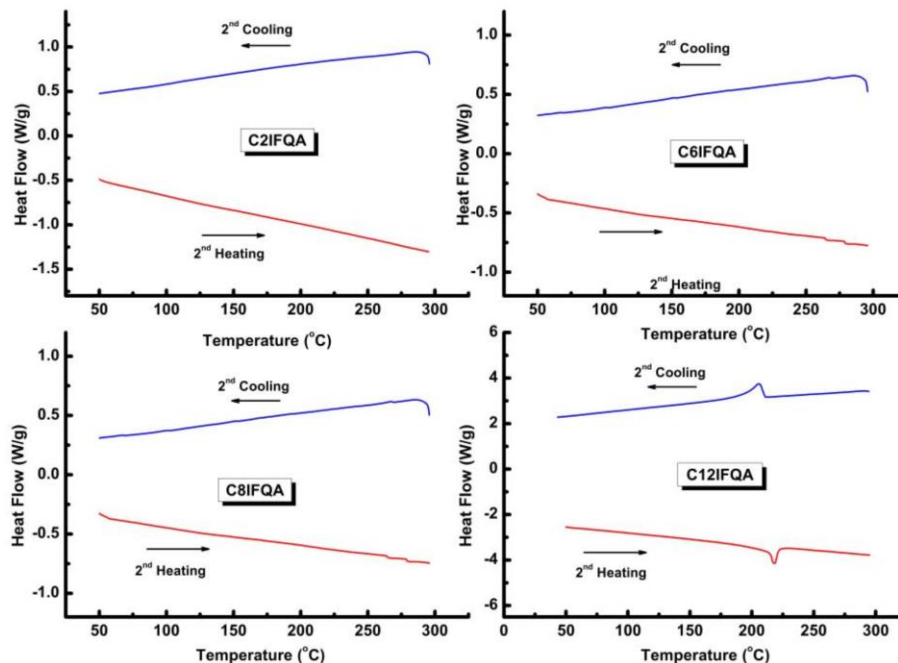 2nd Cooling
1.0
0.5
0.0
-0.5
-1.0
-1.5
Heat Flow (W/g)
C2IFQA
2nd Heating
50 100 150 200 250 300
Temperature (oC)
2nd Cooling
1.0
0.5
0.0
-0.5
-1.0
Heat Flow (W/g)
C6IFQA
2nd Heating
50 100 150 200 250 300
Temperature (oC)
2nd Cooling
1.0
0.5
0.0
-0.5
-1.0
Heat Flow (W/g)
C8IFQA
2nd Heating
50 100 150 200 250 300
Temperature (oC)
2nd Cooling
6
4
2
0
-2
-4
-6
Heat Flow (W/g)
C12IFQA
2nd Heating
0 50 100 150 200 250 300
Temperature (oC)